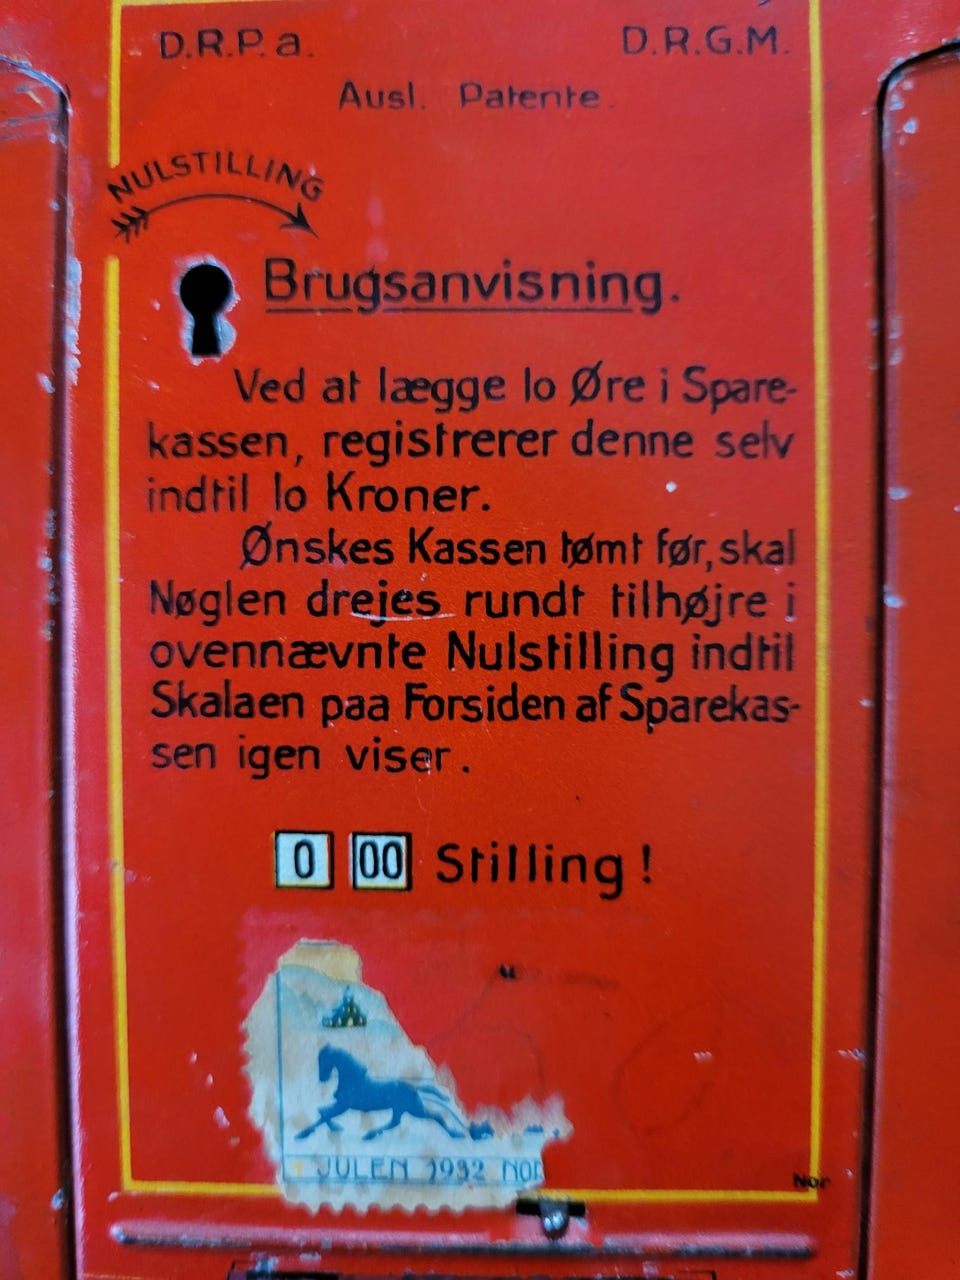 D.R.P. a. D.R.G.M.
Ausl. Patente.
NULSTILLING
Brugsanvisning.
Ved at lægge lo Øre i Spare-
kassen, registrerer denne selv
indtil lo Kroner.
Ønskes Kassen tømt før, skal
Nøglen drejes rundt tilhøjre i
ovennævnte Nulstilling indtil
Skalaen paa Forsiden af Sparekas-
sen igen viser.
0 00 Stilling!
JULEN 1932
Nor